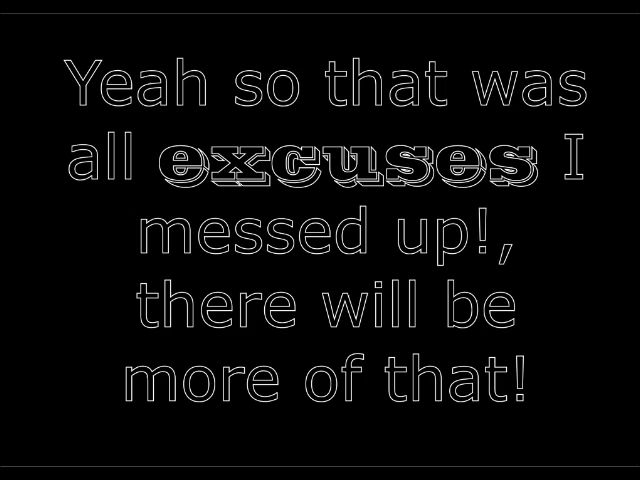 Yeah so that was
all excuses I
messed up!,
there will be
more of that!